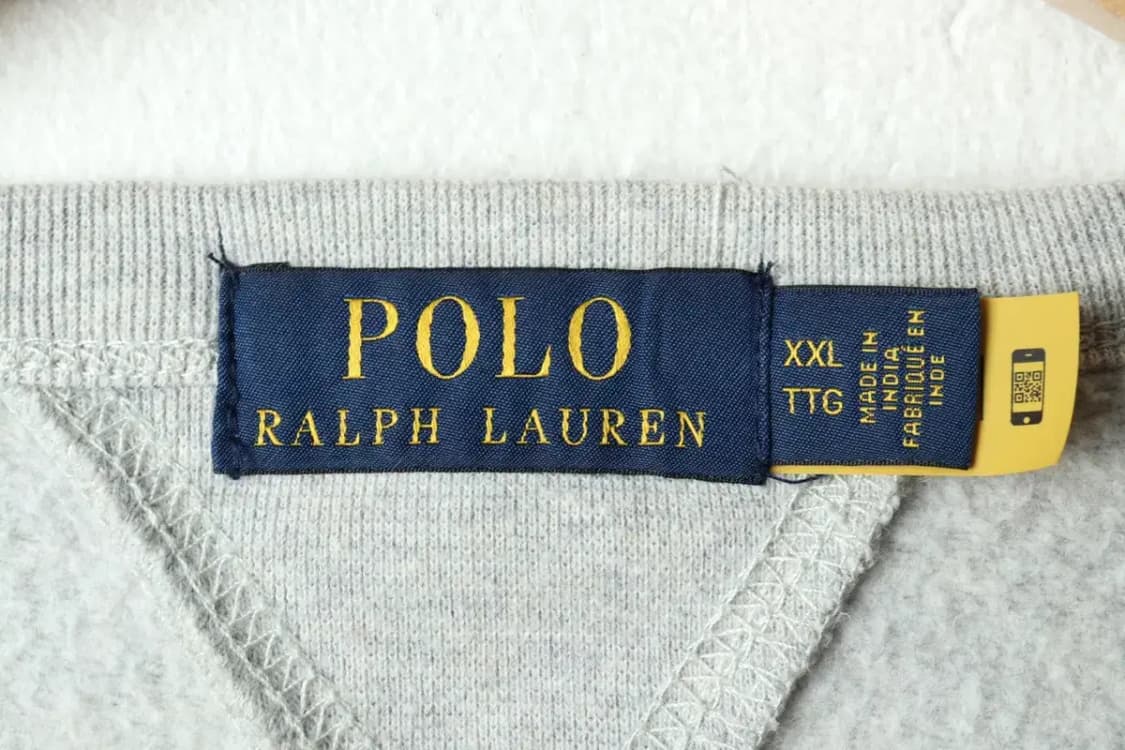 POLO
RALPH LAUREN
XXL
TTG
MADE IN
INDIA
FABRIQUÉ EN
INDE